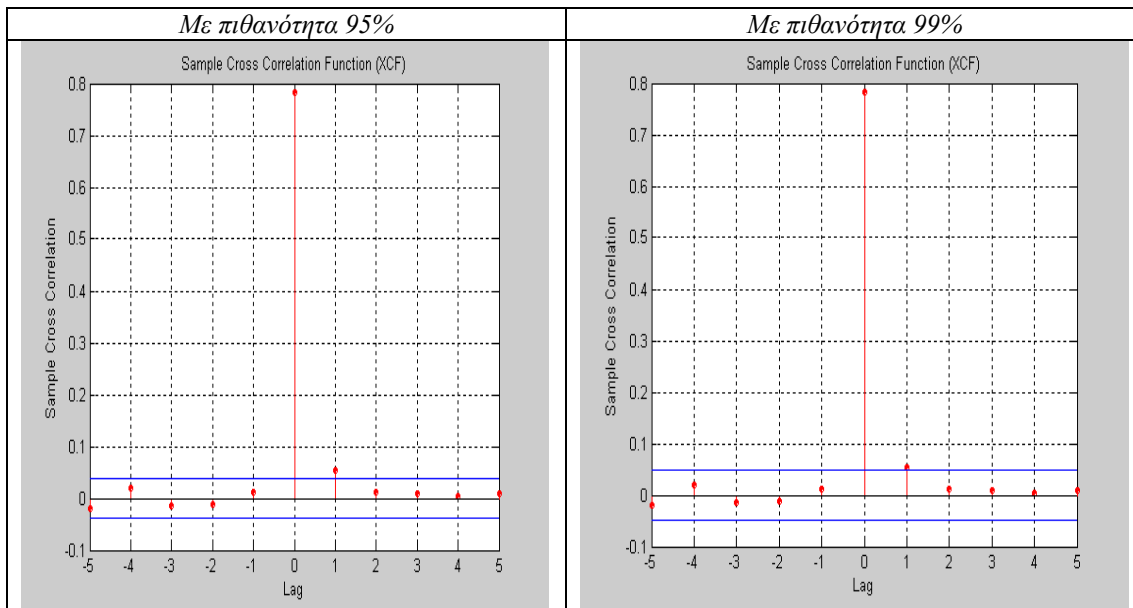 Με πιθανότητα 95%
Sample Cross Correlation Function (XCF)
Sample Cross Correlation
0.8
0.7
0.6
0.5
0.4
0.3
0.2
0.1
0
-0.1
-5 -4 -3 -2 -1 0 1 2 3 4 5
Lag
Με πιθανότητα 99%
Sample Cross Correlation Function (XCF)
Sample Cross Correlation
0.8
0.7
0.6
0.5
0.4
0.3
0.2
0.1
0
-0.1
-5 -4 -3 -2 -1 0 1 2 3 4 5
Lag